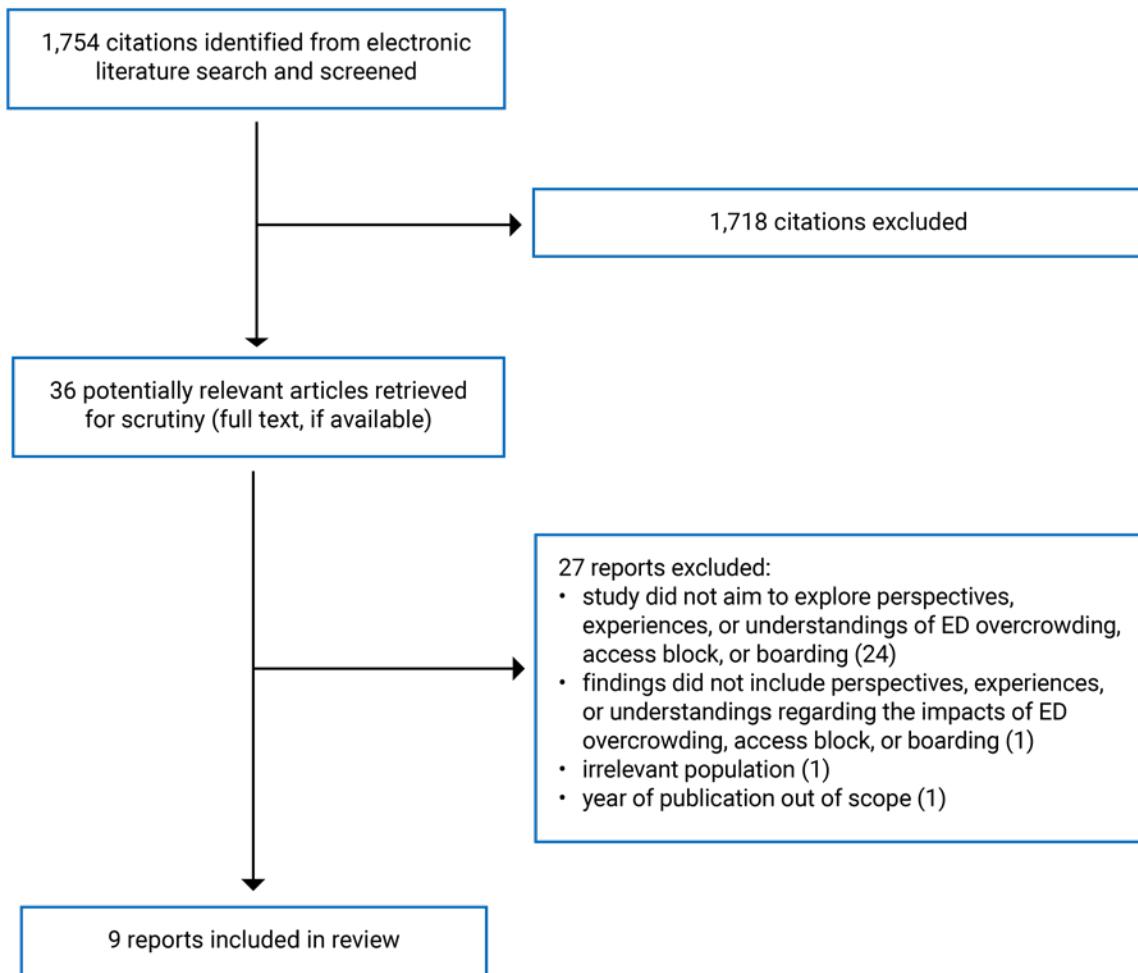 1,754 citations identified from electronic
literature search and screened
1,718 citations excluded
36 potentially relevant articles retrieved
for scrutiny (full text, if available)
27 reports excluded:
• study did not aim to explore perspectives,
experiences, or understandings of ED overcrowding,
access block, or boarding (24)
• findings did not include perspectives, experiences,
or understandings regarding the impacts of ED
overcrowding, access block, or boarding (1)
• irrelevant population (1)
• year of publication out of scope (1)
9 reports included in review